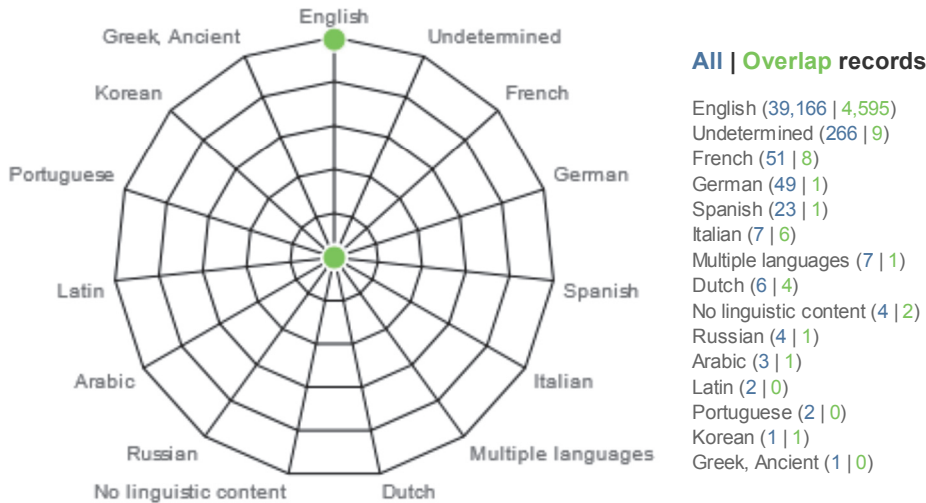 English
Greek, Ancient
Undetermined
Korean
French
Portuguese
German
Latin
Spanish
Arabic
Italian
Russian
Multiple languages
No linguistic content
Dutch
All | Overlap records
English (39,166 | 4,595)
Undetermined (266 | 9)
French (51 | 8)
German (49 | 1)
Spanish (23 | 1)
Italian (7 | 6)
Multiple languages (7 | 1)
Dutch (6 | 4)
No linguistic content (4 | 2)
Russian (4 | 1)
Arabic (3 | 1)
Latin (2 | 0)
Portuguese (2 | 0)
Korean (1 | 1)
Greek, Ancient (1 | 0)